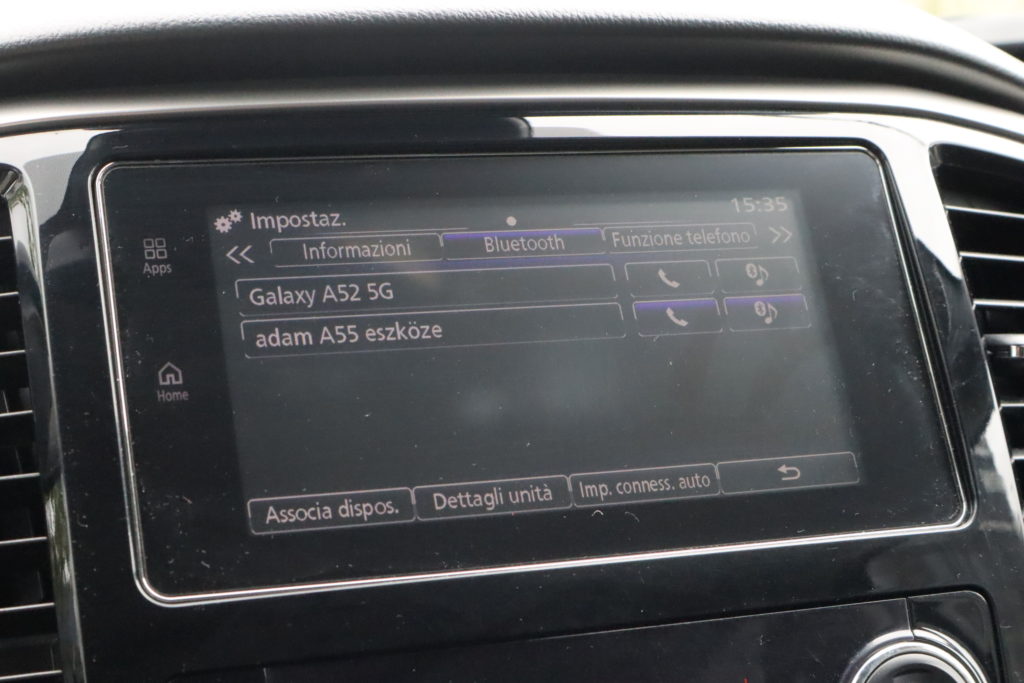 Impostaz.
15:35
Apps
<< Informazioni Bluetooth Funzione telefono >>
Galaxy A52 5G
adam A55 eszköze
Home
Associa dispos. Dettagli unità Imp. conness. auto